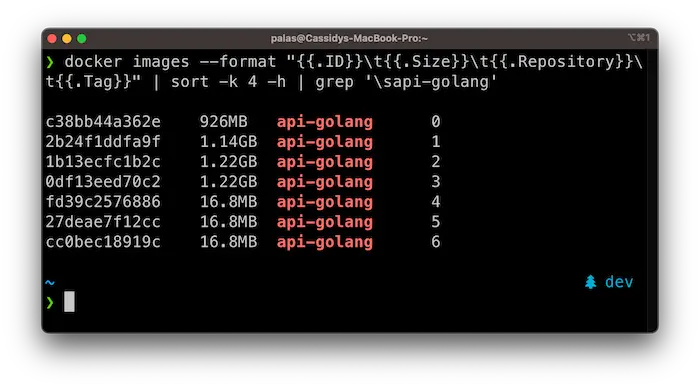 palas@Cassidys-MacBook-Pro:~
⌥⌘1
❯ docker images --format "{{.ID}}\t{{.Size}}\t{{.Repository}}\
t{{.Tag}}" | sort -k 4 -h | grep '\sapi-golang'
c38bb44a362e 926MB api-golang 0
2b24f1ddfa9f 1.14GB api-golang 1
1b13ecfc1b2c 1.22GB api-golang 2
0df13eed70c2 1.22GB api-golang 3
fd39c2576886 16.8MB api-golang 4
27deae7f12cc 16.8MB api-golang 5
cc0bec18919c 16.8MB api-golang 6
~ 🌲 dev
❯